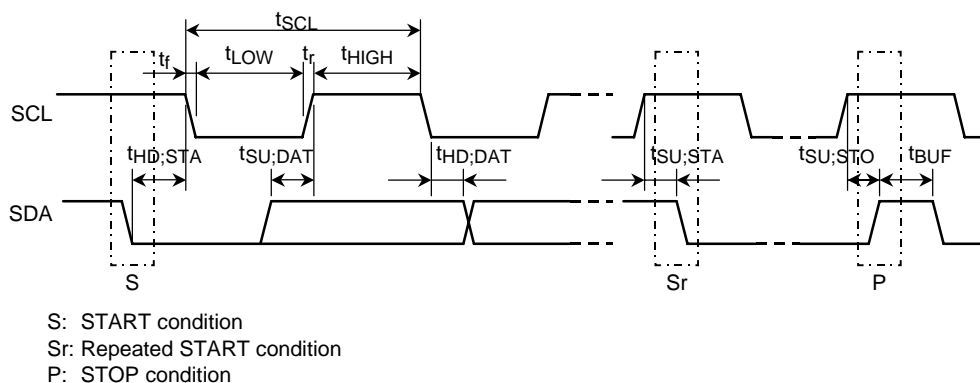 tSCL
tf tLOW tr tHIGH
SCL
tHD;STA tSU;DAT tHD;DAT tSU;STA tSU;STO tBUF
SDA
S Sr P
S: START condition
Sr: Repeated START condition
P: STOP condition